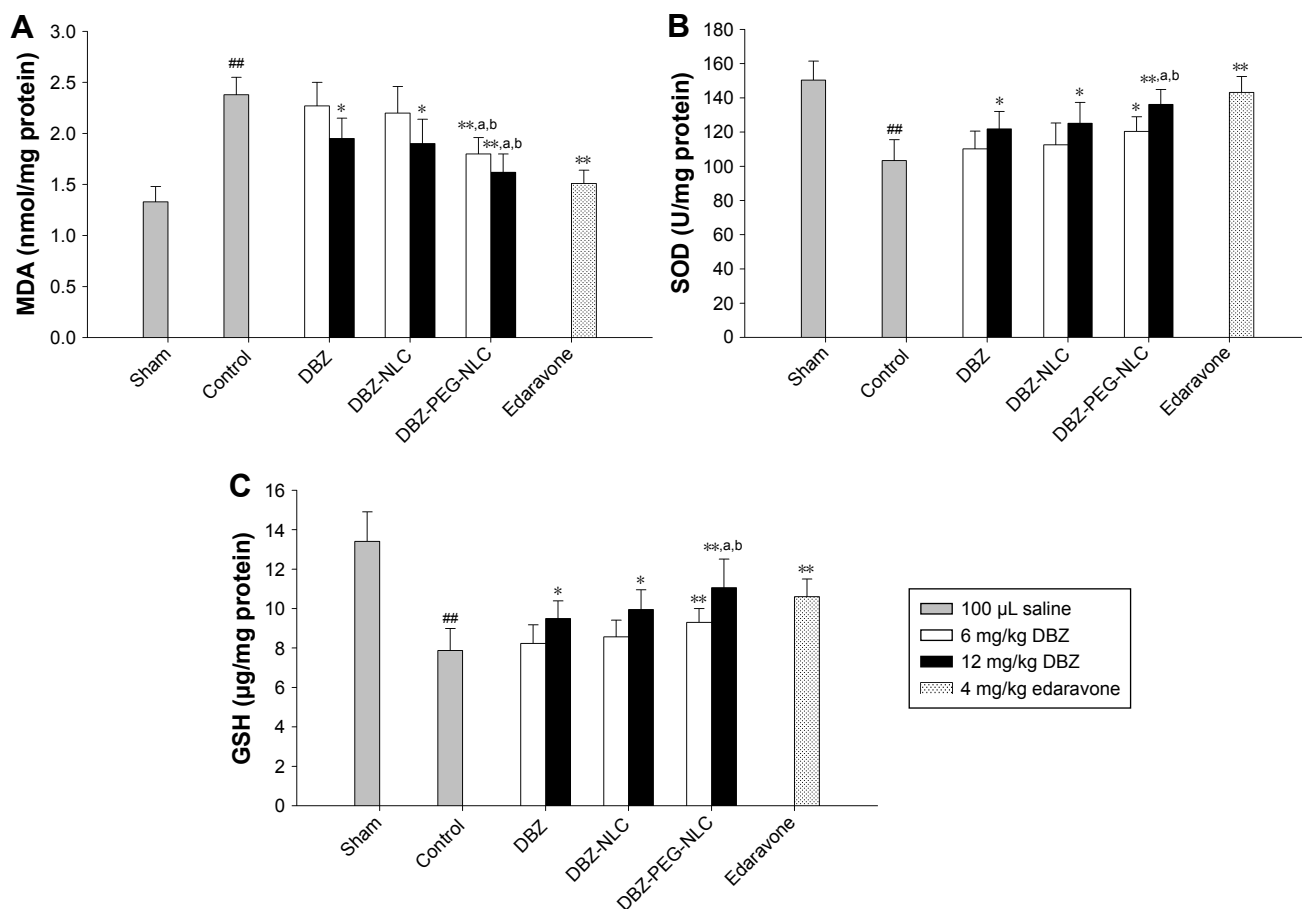 A
MDA (nmol/mg protein)
3.0
2.5
2.0
1.5
1.0
0.5
0.0
##
*
*
**,a,b
**,a,b
**
Sham
Control
DBZ
DBZ-NLC
DBZ-PEG-NLC
Edaravone
B
SOD (U/mg protein)
180
160
140
120
100
80
60
40
20
0
##
*
*
*
**,a,b
**
Sham
Control
DBZ
DBZ-NLC
DBZ-PEG-NLC
Edaravone
C
GSH (µg/mg protein)
16
14
12
10
8
6
4
2
0
##
*
*
**
**,a,b
**
Sham
Control
DBZ
DBZ-NLC
DBZ-PEG-NLC
Edaravone
100 µL saline
6 mg/kg DBZ
12 mg/kg DBZ
4 mg/kg edaravone